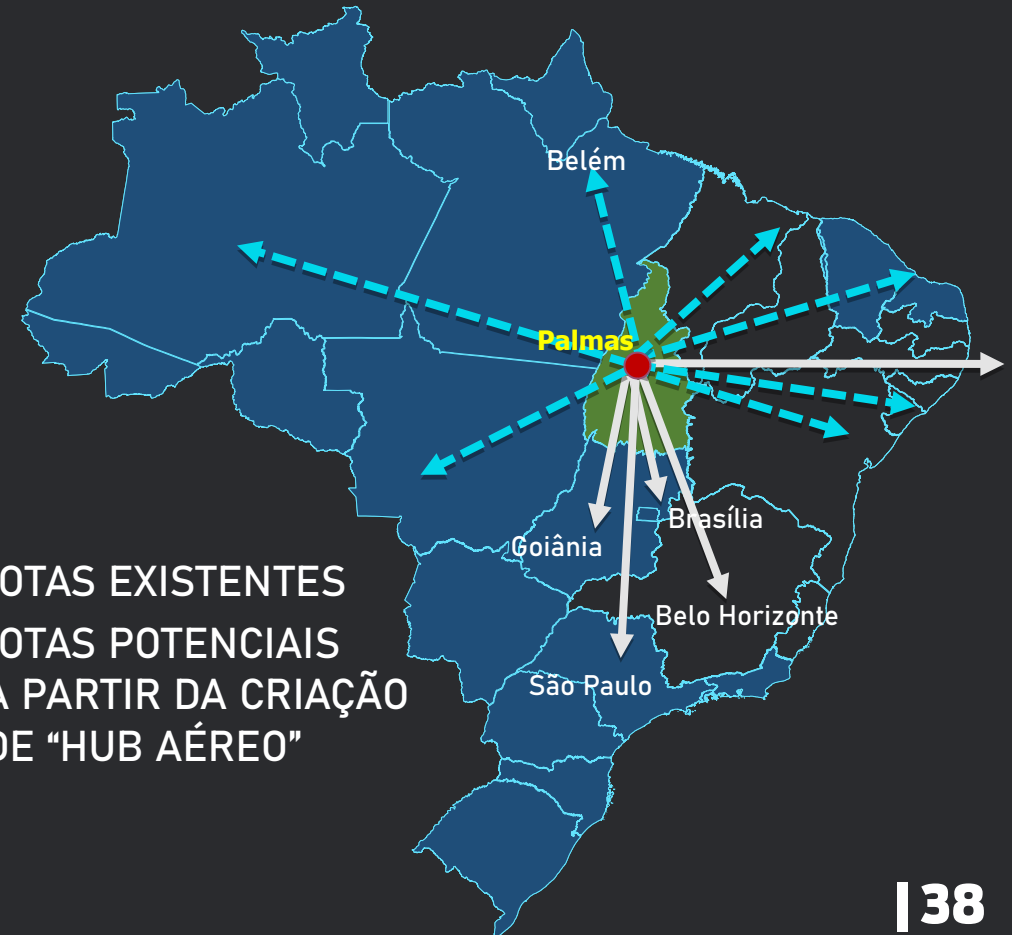 Belém
Palmas
Brasília
Goiânia
OTAS EXISTENTES
Belo Horizonte
OTAS POTENCIAIS
São Paulo
A PARTIR DA CRIAÇÃO
DE “HUB AÉREO”
|38